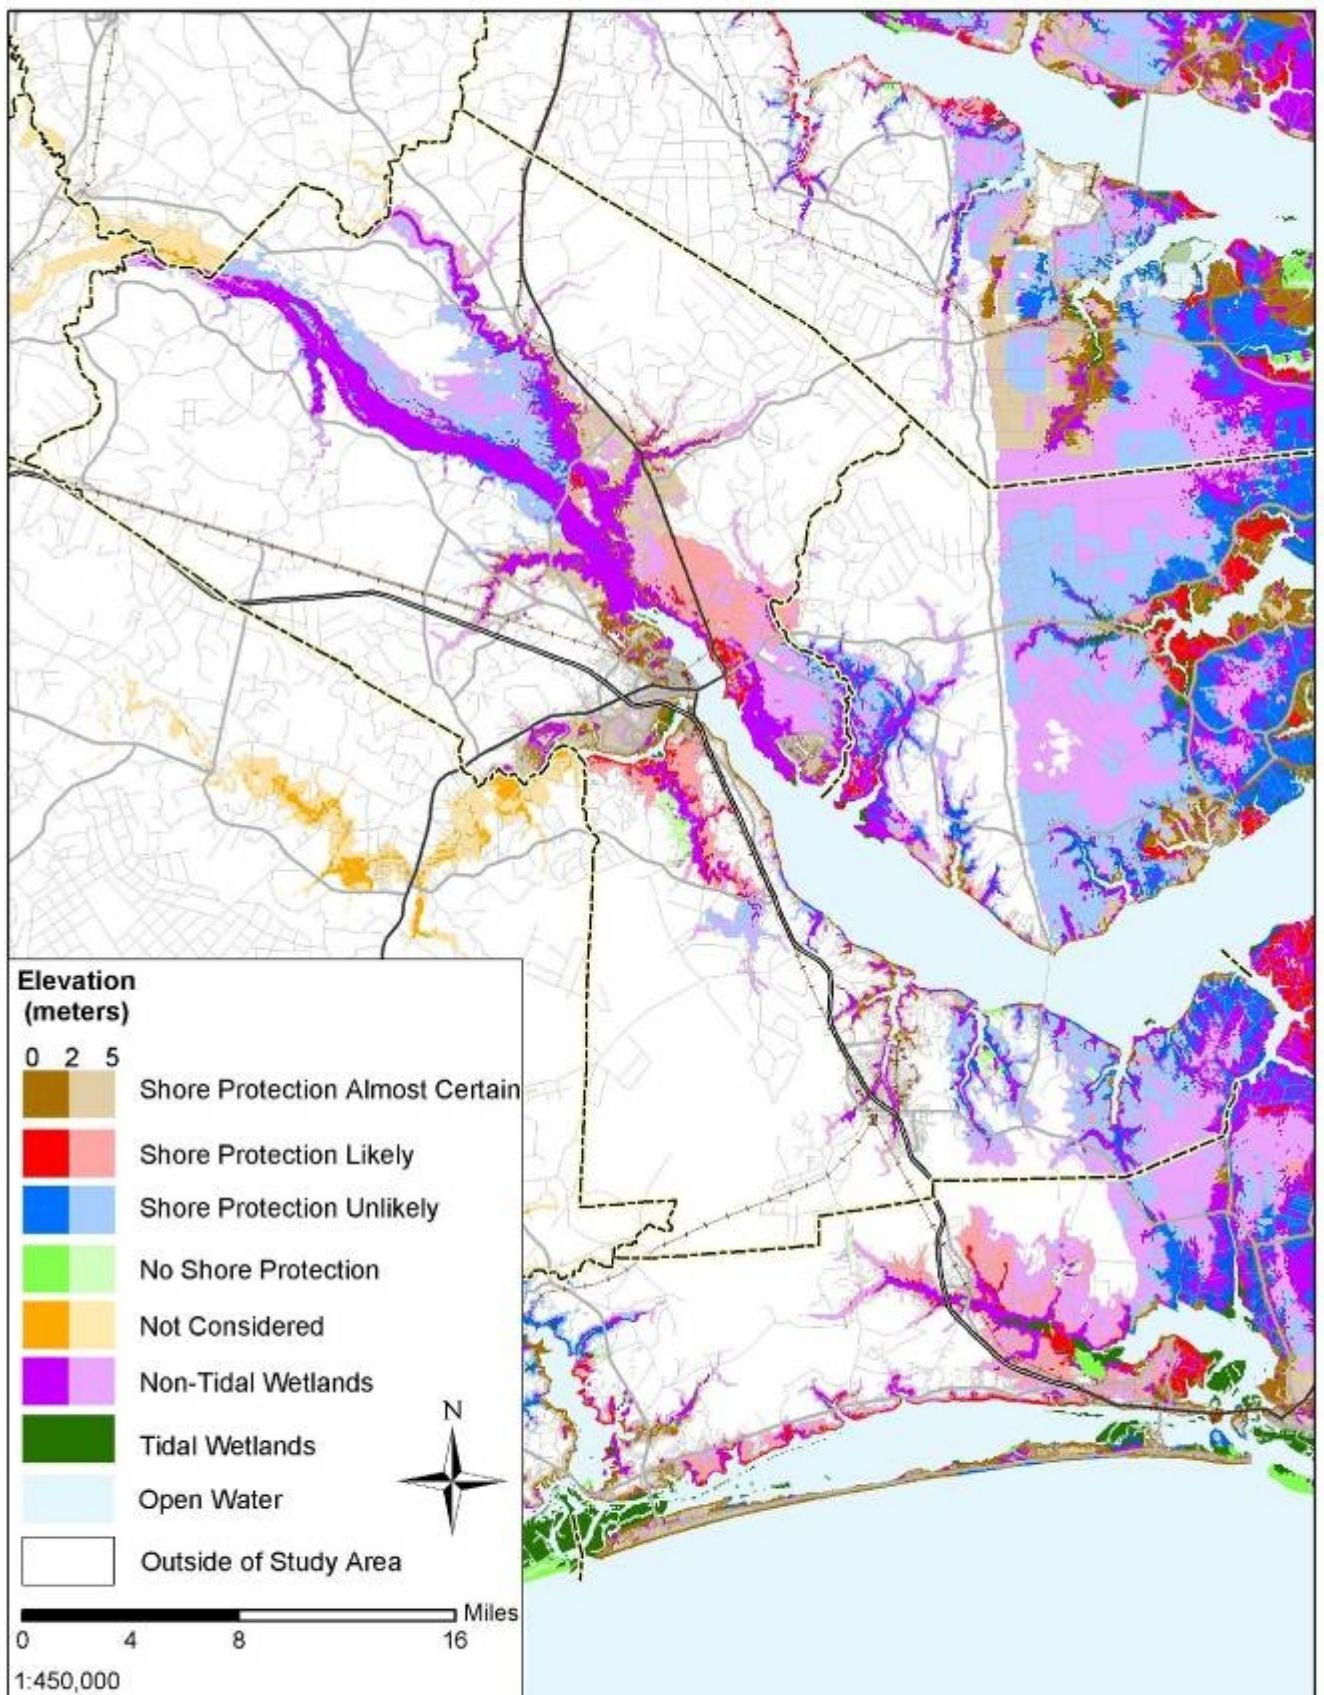 Elevation
(meters)
0 2 5
Shore Protection Almost Certain
Shore Protection Likely
Shore Protection Unlikely
No Shore Protection
Not Considered
Non-Tidal Wetlands
Tidal Wetlands
Open Water
Outside of Study Area
N
Miles
0 4 8 16
1:450,000